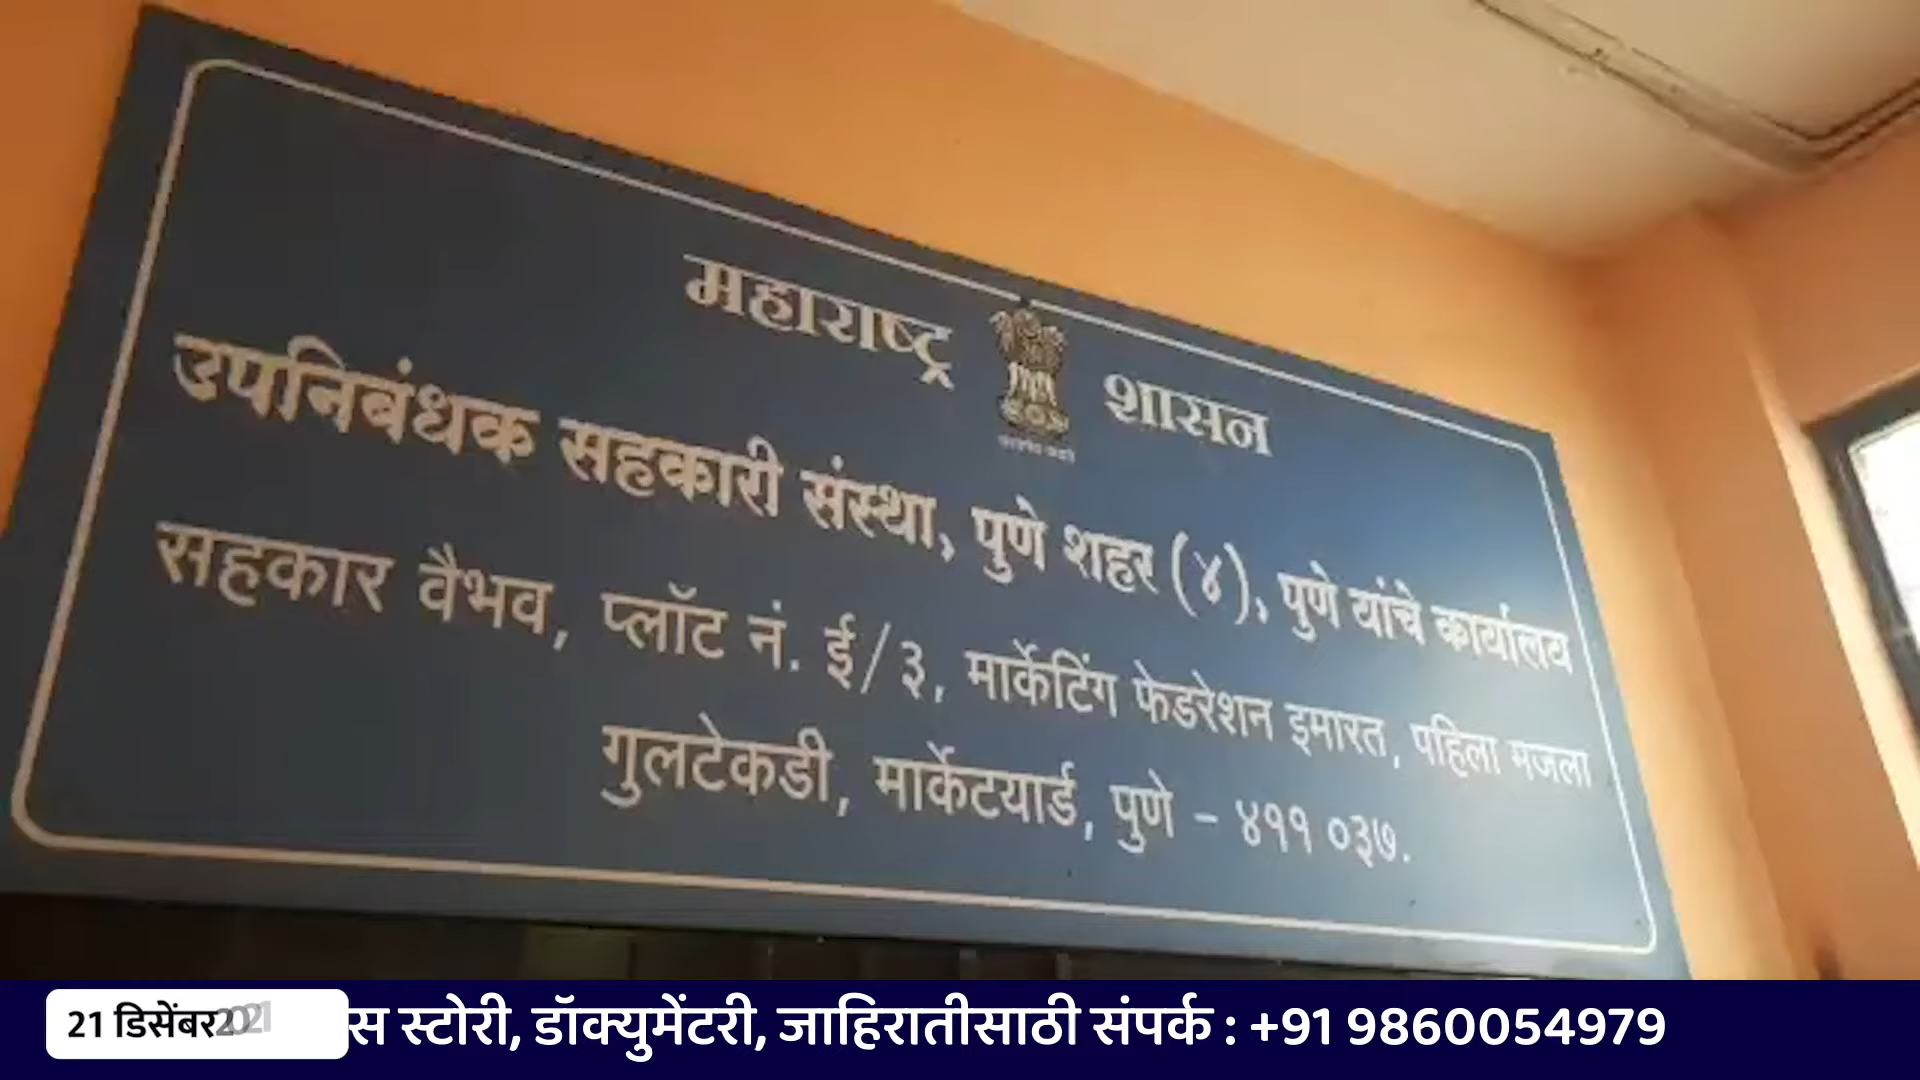 महाराष्ट्र शासन
उपनिबंधक सहकारी संस्था, पुणे शहर (४), पुणे यांचे कार्यालय
सहकार वैभव, प्लॉट नं. ई/३, मार्केटिंग फेडरेशन इमारत, पहिला मजला
गुलटेकडी, मार्केटयार्ड, पुणे - ४११ ०३७.
21 डिसेंबर
स स्टोरी, डॉक्युमेंटरी, जाहिरातीसाठी संपर्क : +91 9860054979